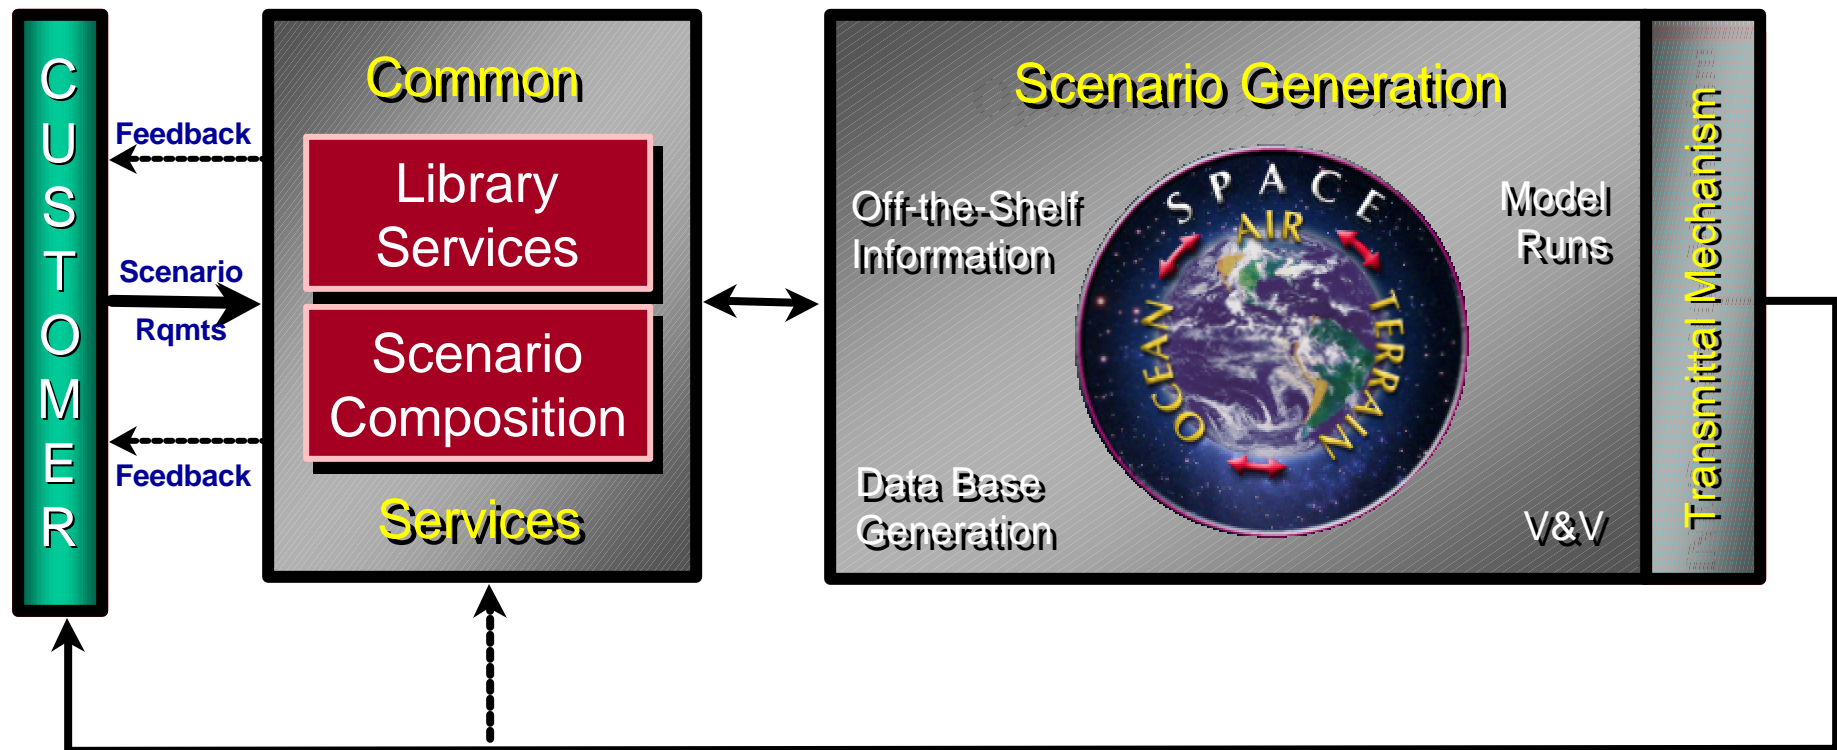 CUSTOMER
Feedback
Scenario
Rqmts
Feedback
Common
Library
Services
Scenario
Composition
Services
Scenario Generation
Off-the-Shelf
Information
Model
Runs
SPACE
AIR
OCEAN
TERRAIN
Data Base
Generation
V&V
Transmittal Mechanism